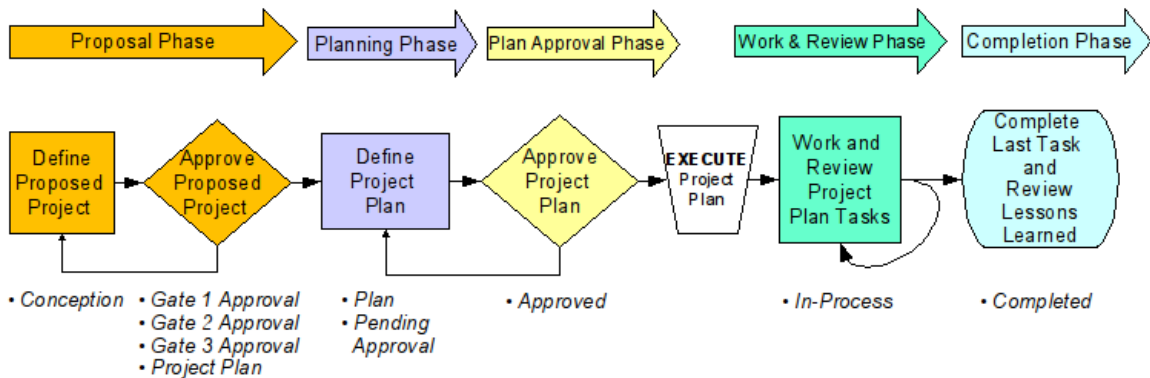 Proposal Phase
Planning Phase
Plan Approval Phase
Work & Review Phase
Completion Phase
Define
Proposed
Project
Approve
Proposed
Project
Define
Project
Plan
Approve
Project
Plan
EXECUTE
Project
Plan
Work and
Review
Project
Plan Tasks
Complete
Last Task
and
Review
Lessons
Learned
• Conception
• Gate 1 Approval
• Gate 2 Approval
• Gate 3 Approval
• Project Plan
• Plan
• Pending
Approval
• Approved
• In-Process
• Completed